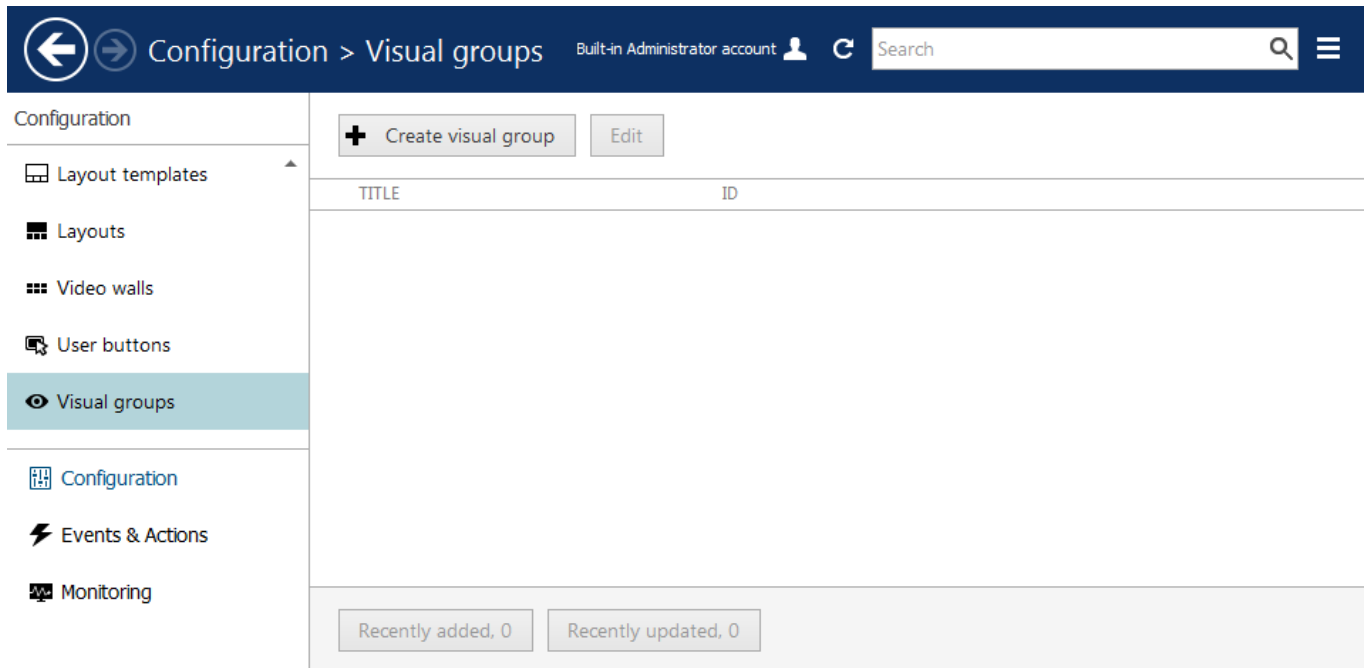 Configuration > Visual groups
Built-in Administrator account
Search
Configuration
Layout templates
Layouts
Video walls
User buttons
Visual groups
Configuration
Events & Actions
Monitoring
Create visual group
Edit
TITLE
ID
Recently added, 0
Recently updated, 0